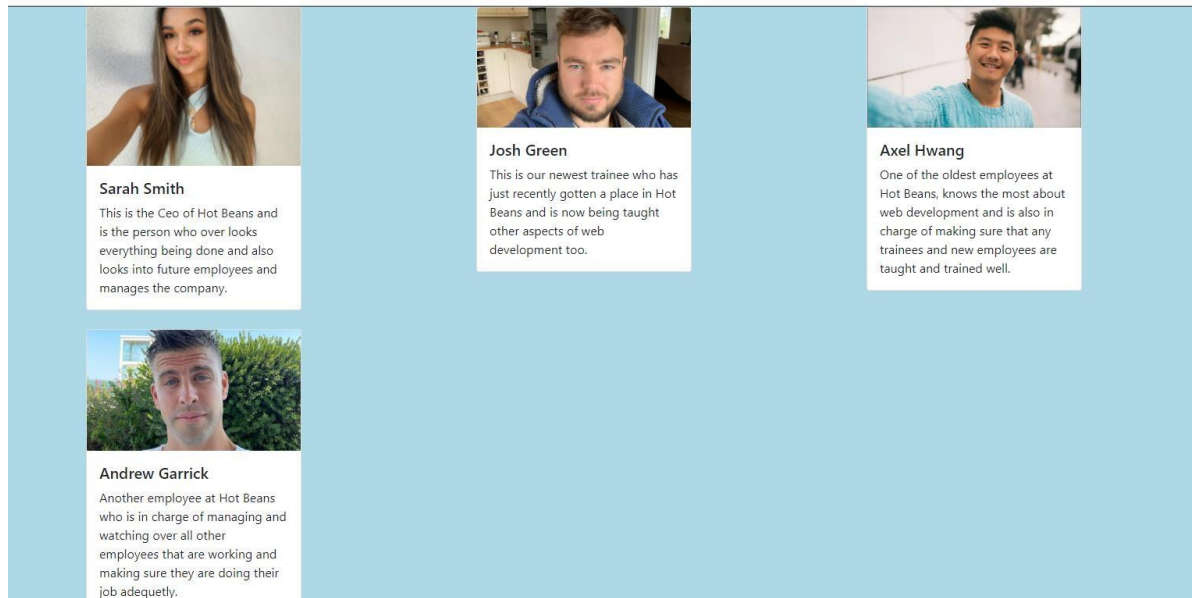 Sarah Smith
This is the Ceo of Hot Beans and
is the person who over looks
everything being done and also
looks into future employees and
manages the company.
Josh Green
This is our newest trainee who has
just recently gotten a place in Hot
Beans and is now being taught
other aspects of web
development too.
Axel Hwang
One of the oldest employees at
Hot Beans, knows the most about
web development and is also in
charge of making sure that any
trainees and new employees are
taught and trained well.
Andrew Garrick
Another employee at Hot Beans
who is in charge of managing and
watching over all other
employees that are working and
making sure they are doing their
job adequetly.